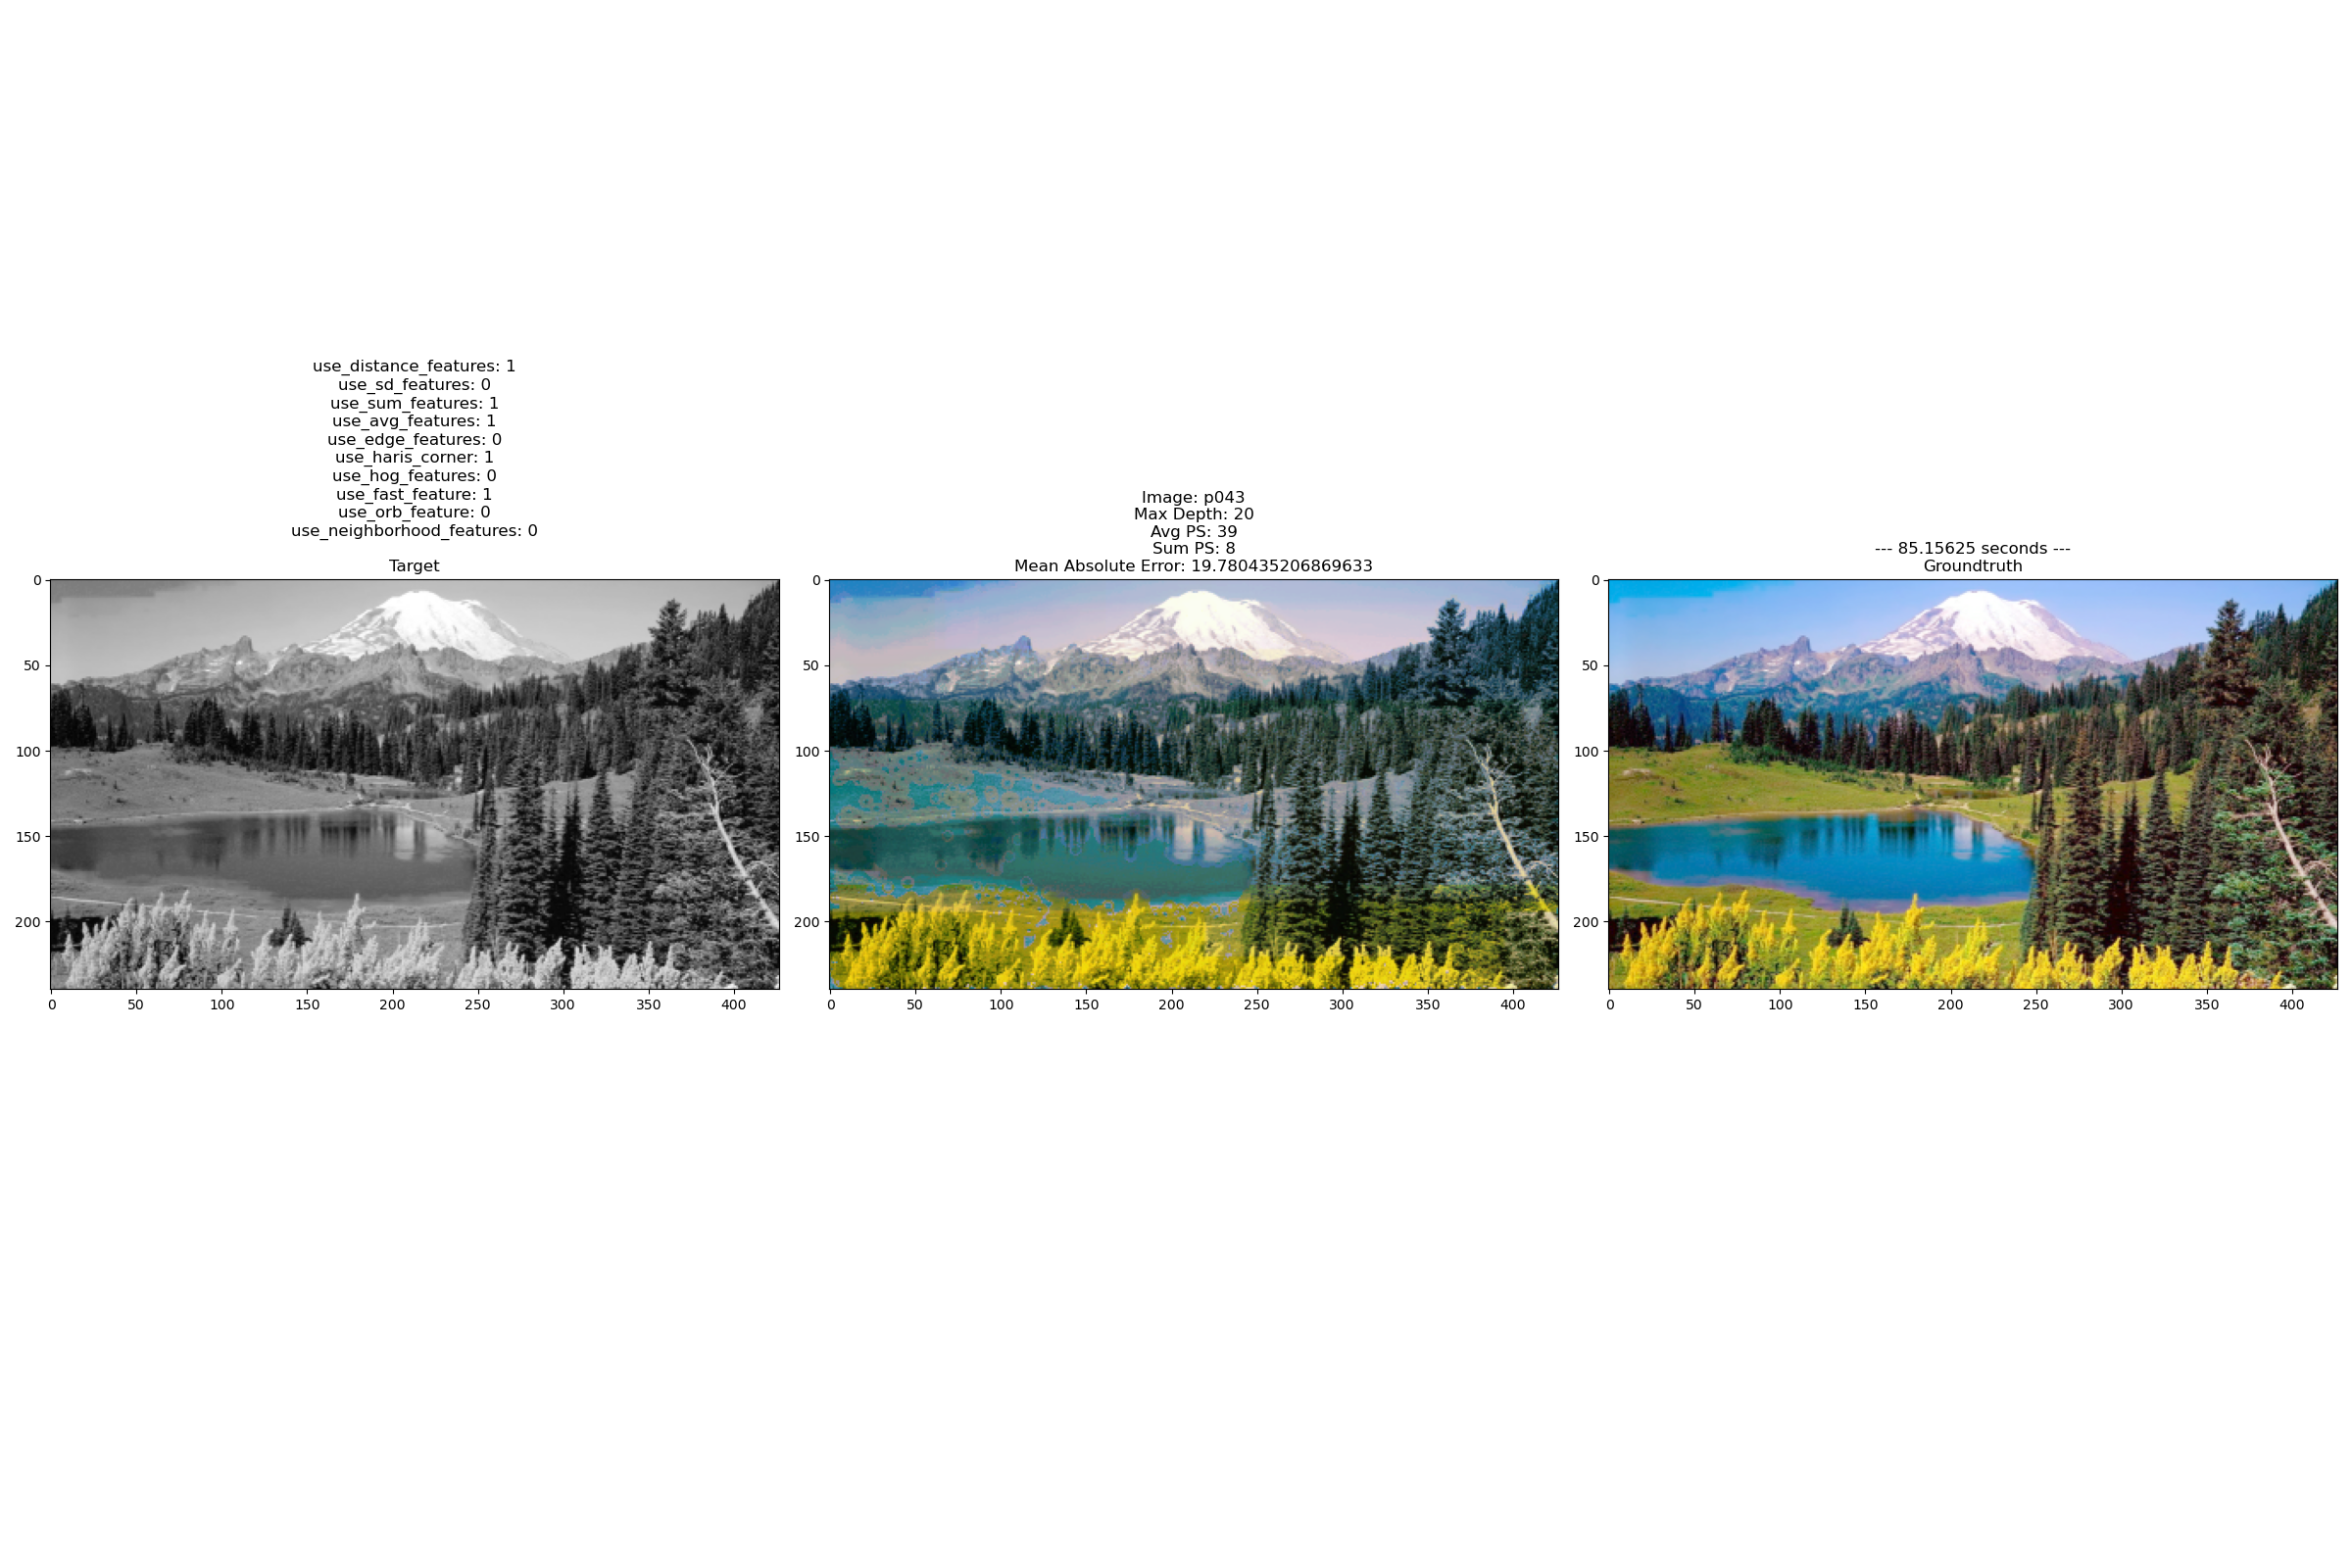 use_distance_features: 1
use_sd_features: 0
use_sum_features: 1
use_avg_features: 1
use_edge_features: 0
use_haris_corner: 1
use_hog_features: 0
use_fast_feature: 1
use_orb_feature: 0
use_neighborhood_features: 0
Target
0
50
100
150
200
0 50 100 150 200 250 300 350 400
Image: p043
Max Depth: 20
Avg PS: 39
Sum PS: 8
Mean Absolute Error: 19.780435206869633
0
50
100
150
200
0 50 100 150 200 250 300 350 400
--- 85.15625 seconds ---
Groundtruth
0
50
100
150
200
0 50 100 150 200 250 300 350 400